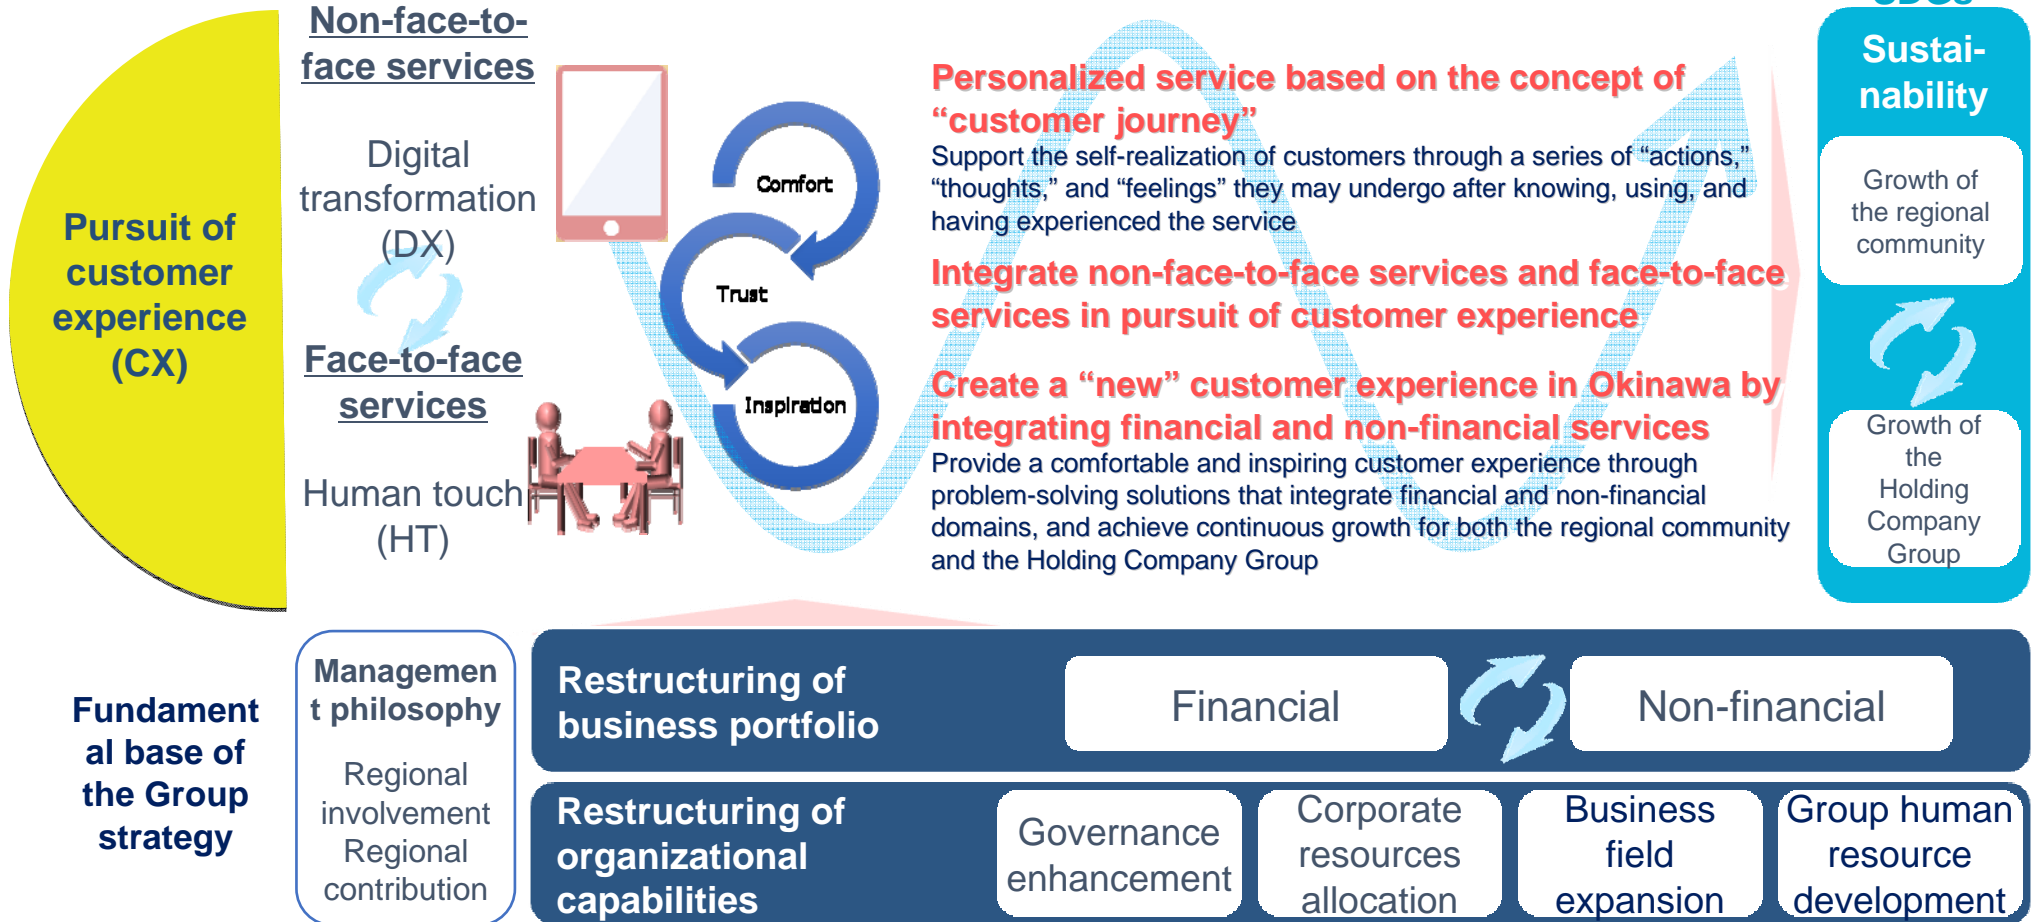 Pursuit of
customer
experience
(CX)
Non-face-to-
face services
Digital
transformation
(DX)
Face-to-face
services
Human touch
(HT)
Comfort
Trust
Inspiration
Personalized service based on the concept of
“customer journey”
Support the self-realization of customers through a series of “actions,”
“thoughts,” and “feelings” they may undergo after knowing, using, and
having experienced the service
Integrate non-face-to-face services and face-to-face
services in pursuit of customer experience
Create a “new” customer experience in Okinawa by
integrating financial and non-financial services
Provide a comfortable and inspiring customer experience through
problem-solving solutions that integrate financial and non-financial
domains, and achieve continuous growth for both the regional community
and the Holding Company Group
SDGs
Sustai-
nability
Growth of
the regional
community
Growth of
the
Holding
Company
Group
Fundament
al base of
the Group
strategy
Managemen
t philosophy
Regional
involvement
Regional
contribution
Restructuring of
business portfolio
Financial
Non-financial
Restructuring of
organizational
capabilities
Governance
enhancement
Corporate
resources
allocation
Business
field
expansion
Group human
resource
development